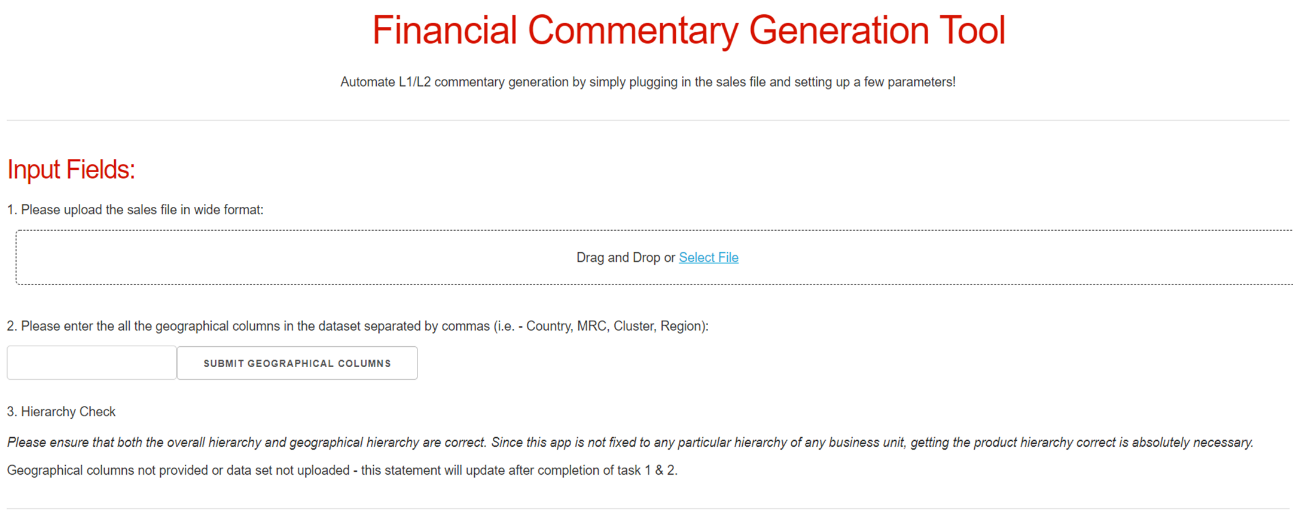 Financial Commentary Generation Tool
Automate L1/L2 commentary generation by simply plugging in the sales file and setting up a few parameters!
Input Fields:
1. Please upload the sales file in wide format:
Drag and Drop or Select File
2. Please enter the all the geographical columns in the dataset separated by commas (i.e. - Country, MRC, Cluster, Region):
SUBMIT GEOGRAPHICAL COLUMNS
3. Hierarchy Check
Please ensure that both the overall hierarchy and geographical hierarchy are correct. Since this app is not fixed to any particular hierarchy of any business unit, getting the product hierarchy correct is absolutely necessary.
Geographical columns not provided or data set not uploaded - this statement will update after completion of task 1 & 2.